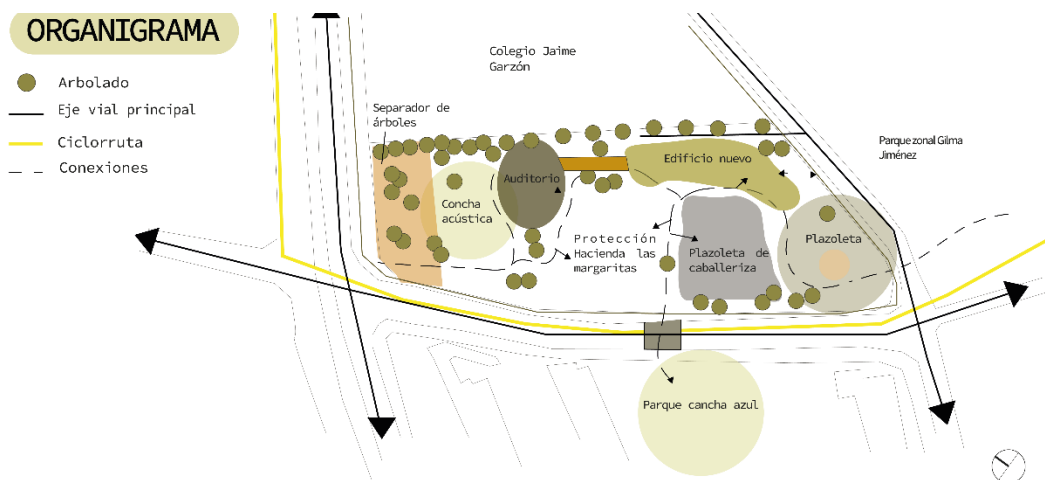 ORGANIGRAMA
Arbolado
Eje vial principal
Ciclorruta
Conexiones
Colegio Jaime
Garzón
Separador de
árboles
Parque zonal Gilma
Jiménez
Edificio nuevo
Auditorio
Concha
acústica
Protección
Hacienda las
margaritas
Plazoleta de
caballeriza
Plazoleta
Parque cancha azul